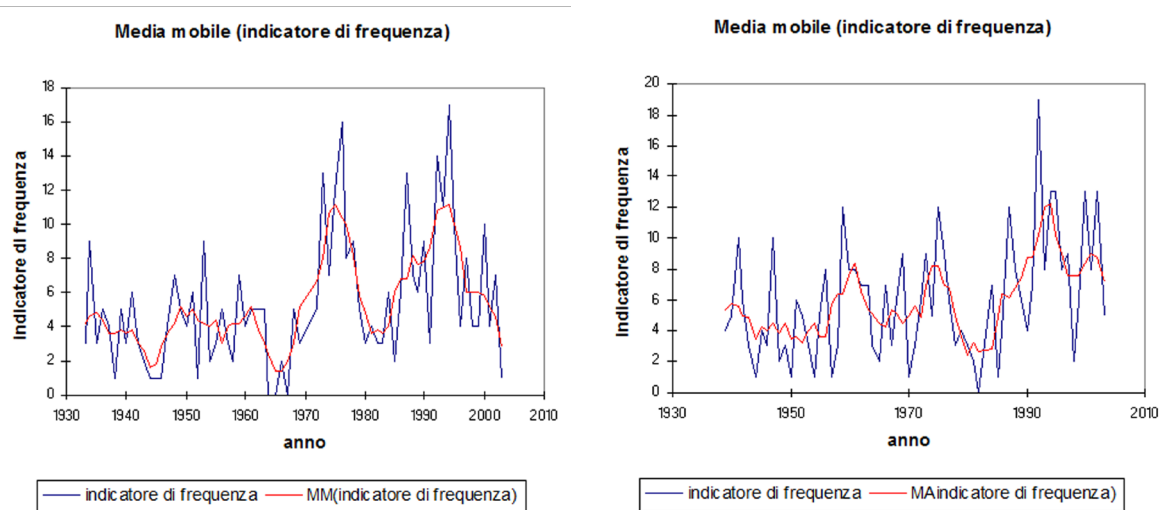 Media mobile (indicatore di frequenza)
Indicatore di frequenza
18
16
14
12
10
8
6
4
2
0
1930 1940 1950 1960 1970 1980 1990 2000 2010
anno
indicatore di frequenza MM(indicatore di frequenza)
Media mobile (indicatore di frequenza)
Indicatore di frequenza
20
18
16
14
12
10
8
6
4
2
0
1930 1950 1970 1990 2010
anno
indicatore di frequenza MAindicatore di frequenza)